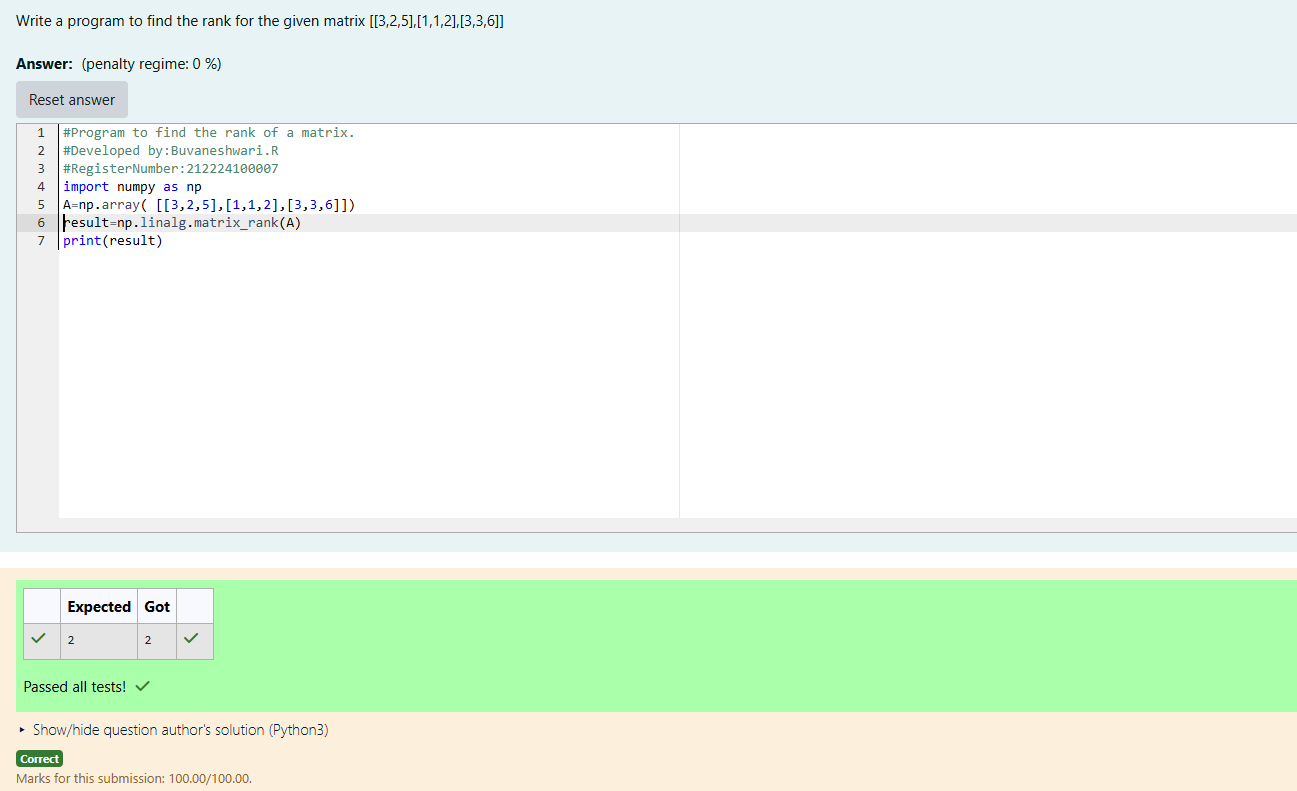 Write a program to find the rank for the given matrix [[3,2,5],[1,1,2],[3,3,6]]
Answer: (penalty regime: 0 %)
Reset answer
1 #Program to find the rank of a matrix.
2 #Developed by:Buvaneshwari.R
3 #RegisterNumber:212224100007
4 import numpy as np
5 A=np.array( [[3,2,5],[1,1,2],[3,3,6]])
6 result=np.linalg.matrix_rank(A)
7 print(result)
Expected Got
2 2
Passed all tests!
Show/hide question author's solution (Python3)
Correct
Marks for this submission: 100.00/100.00.